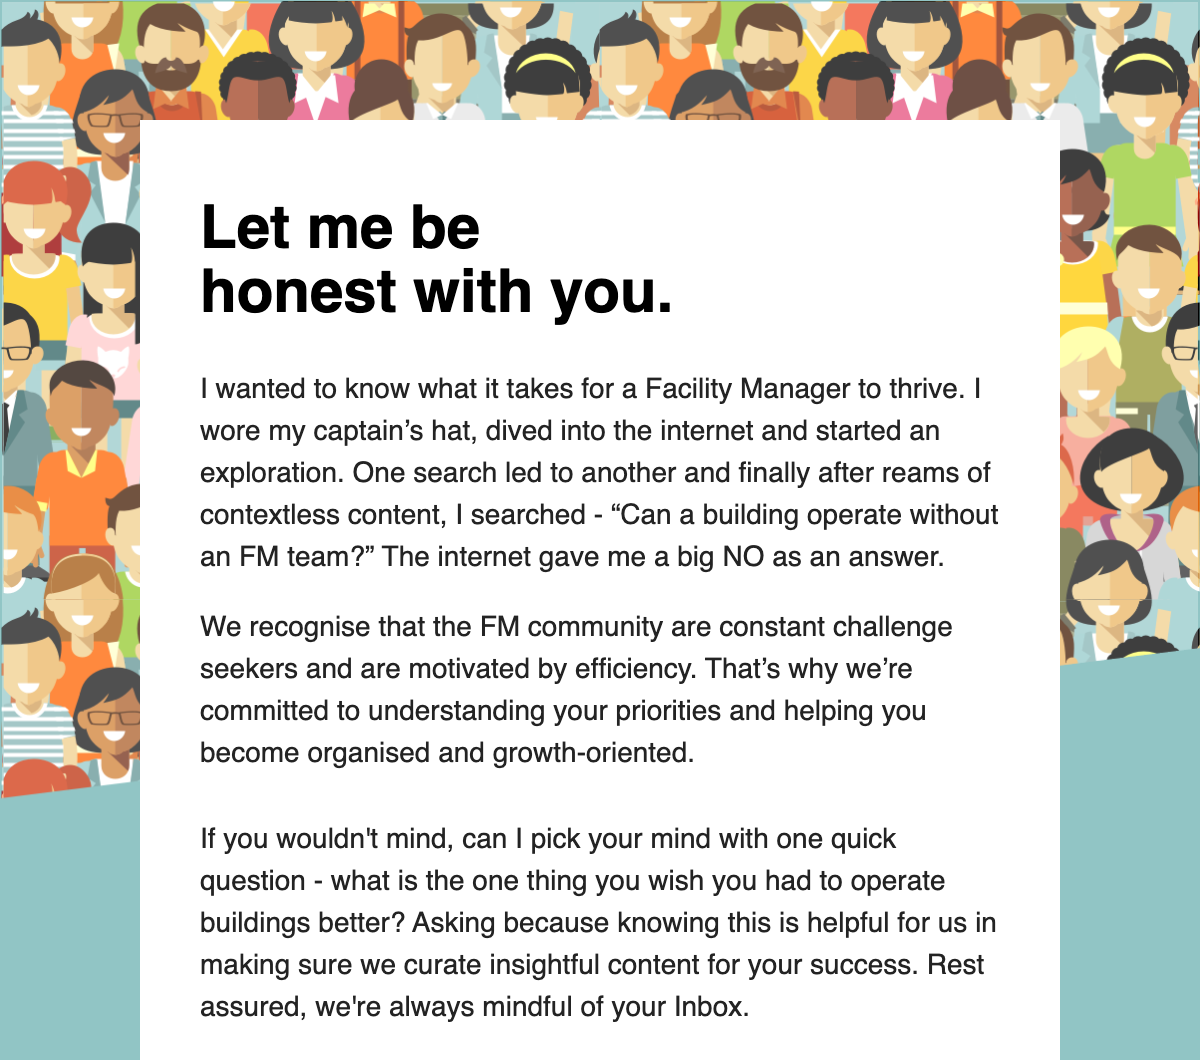 Let me be
honest with you.
I wanted to know what it takes for a Facility Manager to thrive. I
wore my captain’s hat, dived into the internet and started an
exploration. One search led to another and finally after reams of
contextless content, I searched - “Can a building operate without
an FM team?” The internet gave me a big NO as an answer.
We recognise that the FM community are constant challenge
seekers and are motivated by efficiency. That’s why we’re
committed to understanding your priorities and helping you
become organised and growth-oriented.
If you wouldn't mind, can I pick your mind with one quick
question - what is the one thing you wish you had to operate
buildings better? Asking because knowing this is helpful for us in
making sure we curate insightful content for your success. Rest
assured, we're always mindful of your Inbox.